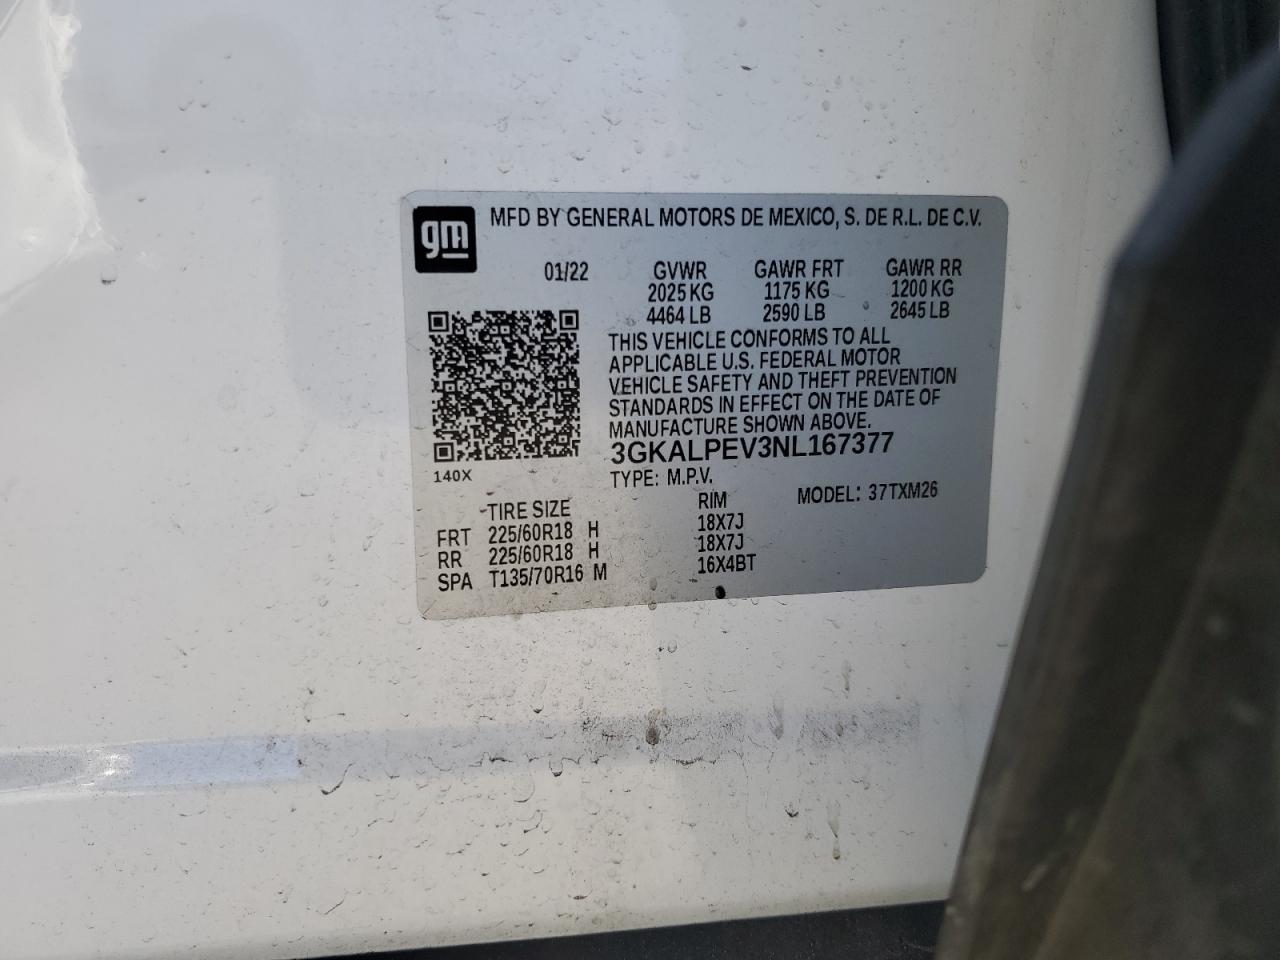 gm
MFD BY GENERAL MOTORS DE MEXICO, S. DE R.L. DE C.V.
01/22 GVWR GAWR FRT GAWR RR
2025 KG 1175 KG 1200 KG
4464 LB 2590 LB 2645 LB
THIS VEHICLE CONFORMS TO ALL
APPLICABLE U.S. FEDERAL MOTOR
VEHICLE SAFETY AND THEFT PREVENTION
STANDARDS IN EFFECT ON THE DATE OF
MANUFACTURE SHOWN ABOVE.
3GKALPEV3NL167377
140X
TYPE: M.P.V.
MODEL: 37TXM26
TIRE SIZE RIM
FRT 225/60R18 H 18X7J
RR 225/60R18 H 18X7J
SPA T135/70R16 M 16X4BT